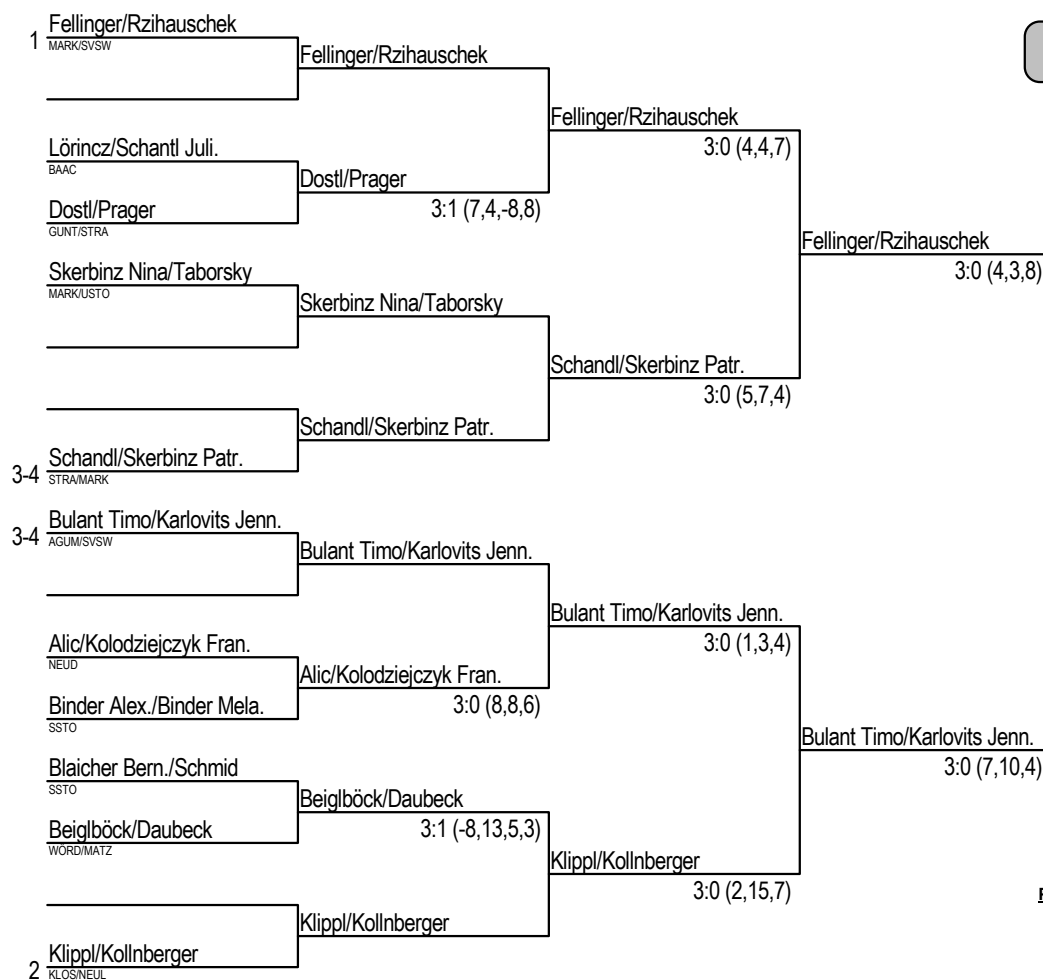 Fellinger/Rzihauschek
1 MARK/SVSW
Fellinger/Rzihauschek
Fellinger/Rzihauschek
3:0 (4,4,7)
Lörincz/Schantl Juli.
BAAC
Dostl/Prager
3:1 (7,4,-8,8)
Dostl/Prager
GUNT/STRA
Fellinger/Rzihauschek
3:0 (4,3,8)
Skerbinz Nina/Taborsky
MARK/USTO
Skerbinz Nina/Taborsky
Schandl/Skerbinz Patr.
3:0 (5,7,4)
Schandl/Skerbinz Patr.
Schandl/Skerbinz Patr.
3-4 STRA/MARK
Bulant Timo/Karlovits Jenn.
3-4 AGUM/SVSW
Bulant Timo/Karlovits Jenn.
Bulant Timo/Karlovits Jenn.
3:0 (1,3,4)
Alic/Kolodziejczyk Fran.
NEUD
Alic/Kolodziejczyk Fran.
3:0 (8,8,6)
Binder Alex./Binder Mela.
SSTO
Bulant Timo/Karlovits Jenn.
3:0 (7,10,4)
Blaicher Bern./Schmid
SSTO
Beiglböck/Daubeck
3:1 (-8,13,5,3)
Beiglböck/Daubeck
WÖRD/MATZ
Klippl/Kollnberger
3:0 (2,15,7)
Klippl/Kollnberger
Klippl/Kollnberger
2 KLOS/NEUL